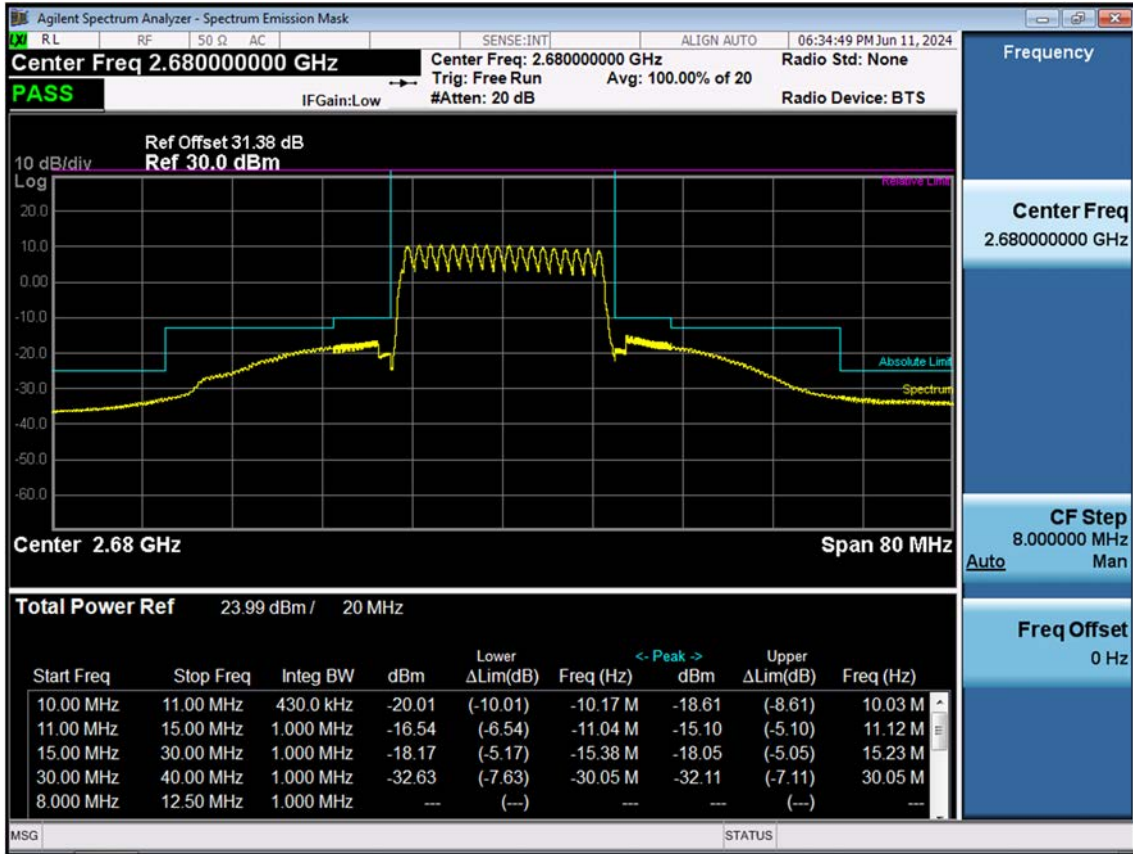 Agilent Spectrum Analyzer - Spectrum Emission Mask
LXI RL RF 50 Ω AC SENSE:INT ALIGN AUTO 06:34:49 PM Jun 11, 2024
Center Freq 2.680000000 GHz Center Freq: 2.680000000 GHz Radio Std: None
Trig: Free Run Avg: 100.00% of 20
PASS IFGain:Low #Atten: 20 dB Radio Device: BTS
Ref Offset 31.38 dB
10 dB/div Ref 30.0 dBm
Log
Relative Limit
20.0
10.0
0.00
-10.0
-20.0
Absolute Limit
-30.0
Spectrum
-40.0
-50.0
-60.0
Center 2.68 GHz Span 80 MHz
Total Power Ref 23.99 dBm / 20 MHz
Lower <- Peak -> Upper
Start Freq Stop Freq Integ BW dBm ΔLim(dB) Freq (Hz) dBm ΔLim(dB) Freq (Hz)
10.00 MHz 11.00 MHz 430.0 kHz -20.01 (-10.01) -10.17 M -18.61 (-8.61) 10.03 M
11.00 MHz 15.00 MHz 1.000 MHz -16.54 (-6.54) -11.04 M -15.10 (-5.10) 11.12 M
15.00 MHz 30.00 MHz 1.000 MHz -18.17 (-5.17) -15.38 M -18.05 (-5.05) 15.23 M
30.00 MHz 40.00 MHz 1.000 MHz -32.63 (-7.63) -30.05 M -32.11 (-7.11) 30.05 M
8.000 MHz 12.50 MHz 1.000 MHz --- (---) --- --- (---) ---
MSG STATUS
Frequency
Center Freq
2.680000000 GHz
CF Step
8.000000 MHz
Auto Man
Freq Offset
0 Hz